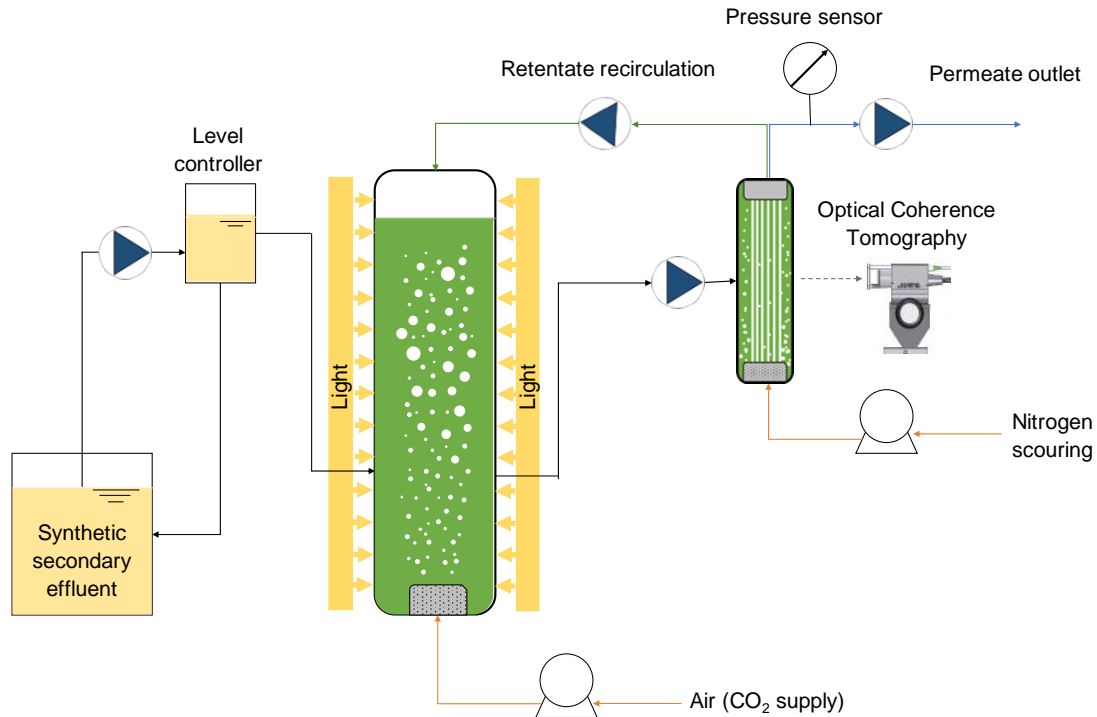 Pressure sensor
Retentate recirculation
Permeate outlet
Level
controller
Optical Coherence
Tomography
Light
Light
Nitrogen
scouring
Synthetic
secondary
effluent
Air (CO₂ supply)